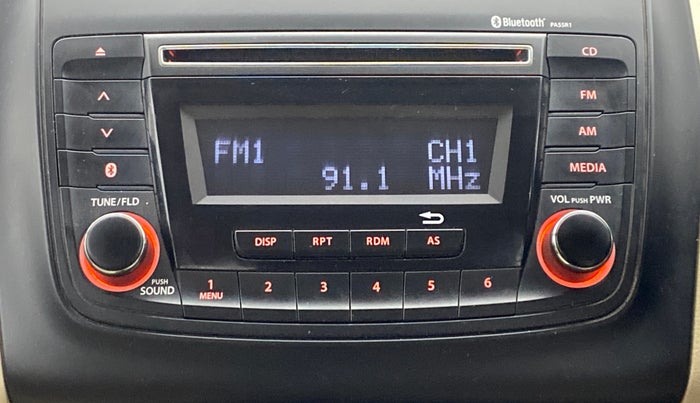 Bluetooth® PASSR1
CD
FM
AM
MEDIA
FM1 CH1
91.1 MHz
TUNE/FLD
VOL PUSH PWR
DISP RPT RDM AS
PUSH
SOUND
1 2 3 4 5 6
MENU